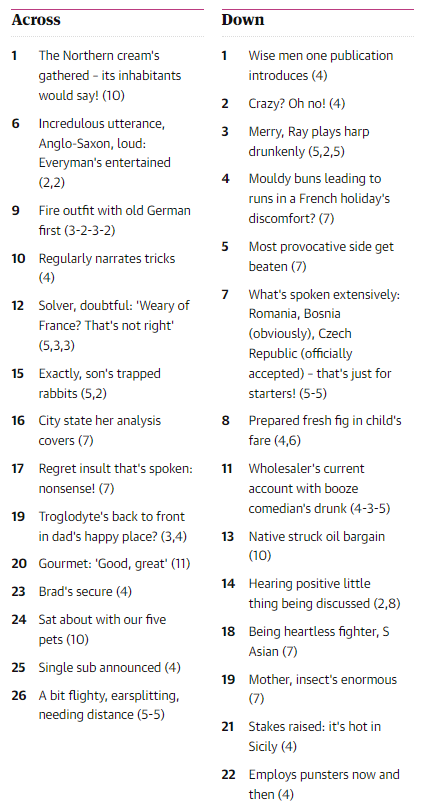 Across
1 The Northern cream's
gathered – its inhabitants
would say! (10)
6 Incredulous utterance,
Anglo-Saxon, loud:
Everyman's entertained
(2,2)
9 Fire outfit with old German
first (3-2-3-2)
10 Regularly narrates tricks
(4)
12 Solver, doubtful: 'Weary of
France? That's not right'
(5,3,3)
15 Exactly, son's trapped
rabbits (5,2)
16 City state her analysis
covers (7)
17 Regret insult that's spoken:
nonsense! (7)
19 Troglodyte's back to front
in dad's happy place? (3,4)
20 Gourmet: 'Good, great' (11)
23 Brad's secure (4)
24 Sat about with our five
pets (10)
25 Single sub announced (4)
26 A bit flighty, earsplitting,
needing distance (5-5)
Down
1 Wise men one publication
introduces (4)
2 Crazy? Oh no! (4)
3 Merry, Ray plays harp
drunkenly (5,2,5)
4 Mouldy buns leading to
runs in a French holiday's
discomfort? (7)
5 Most provocative side get
beaten (7)
7 What's spoken extensively:
Romania, Bosnia
(obviously), Czech
Republic (officially
accepted) – that's just for
starters! (5-5)
8 Prepared fresh fig in child's
fare (4,6)
11 Wholesaler's current
account with booze
comedian's drunk (4-3-5)
13 Native struck oil bargain
(10)
14 Hearing positive little
thing being discussed (2,8)
18 Being heartless fighter, S
Asian (7)
19 Mother, insect's enormous
(7)
21 Stakes raised: it's hot in
Sicily (4)
22 Employs punsters now and
then (4)